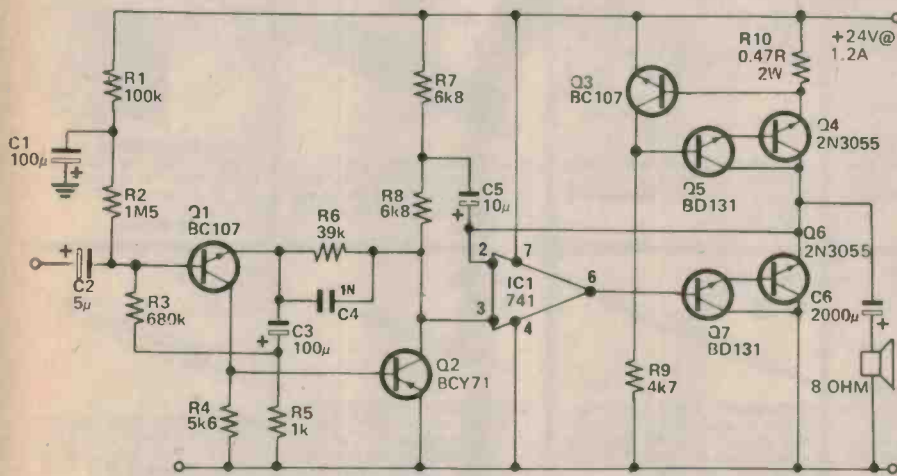 R1
100k
C1
100μ
+
R2
1M5
+
C2
5μ
R3
680k
R4
5k6
Q1
BC107
R6
39k
1N
C4
+
C3
100μ
R5
1k
R7
6k8
R8
6k8
C5
10μ
+
Q2
BCY71
2
3
7
IC1
741
4
6
Q3
BC107
R10
0.47R
2W
+24V@
1.2A
Q4
2N3055
Q5
BD131
Q6
2N3055
Q7
BD131
C6
2000μ
+
8 OHM
R9
4k7